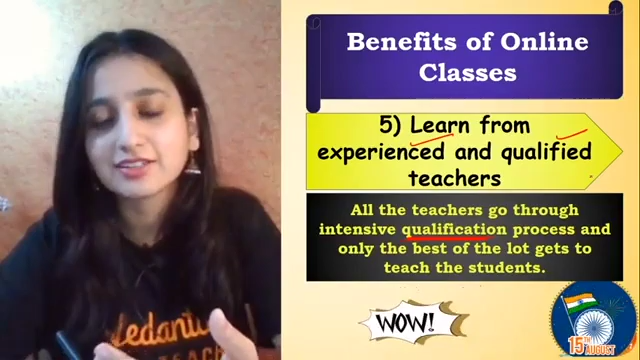 Benefits of Online
Classes
5) Learn from
experienced and qualified
teachers
All the teachers go through
intensive qualification process and
only the best of the lot gets to
teach the students.
WOW!
15TH
AUGUST